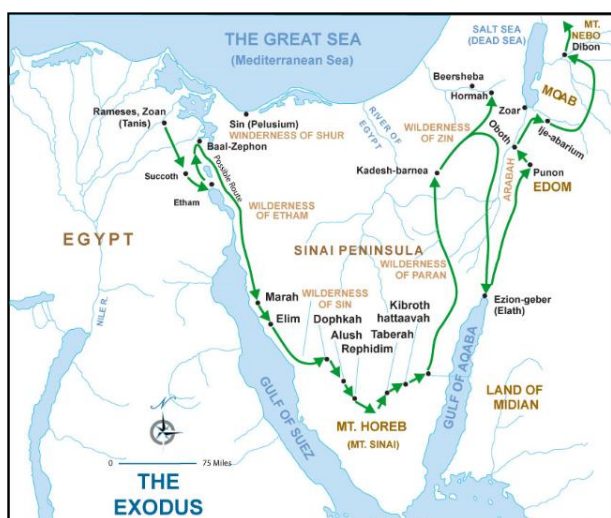 THE GREAT SEA
(Mediterranean Sea)
SALT SEA
(DEAD SEA)
MT.
NEBO
Dibon
Beersheba
Hormah
Zoar
MOAB
Rameses, Zoan
(Tanis)
Sin (Pelusium)
WINDERNESS OF SHUR
Baal-Zephon
RIVER OF
EGYPT
WILDERNESS
OF ZIN
Oboth
Ije-abarium
Succoth
Etham
Possible Route
Kadesh-barnea
ARABAH
Punon
EDOM
WILDERNESS
OF ETHAM
EGYPT
SINAI PENINSULA
WILDERNESS
OF PARAN
NILE R.
Marah
Elim
WILDERNESS
OF SIN
Dophkah
Alush
Rephidim
Kibroth
hattaavah
Taberah
Ezion-geber
(Elath)
GULF OF SUEZ
GULF OF AQABA
MT. HOREB
(MT. SINAI)
LAND OF
MIDIAN
N
0 75 Miles
THE
EXODUS